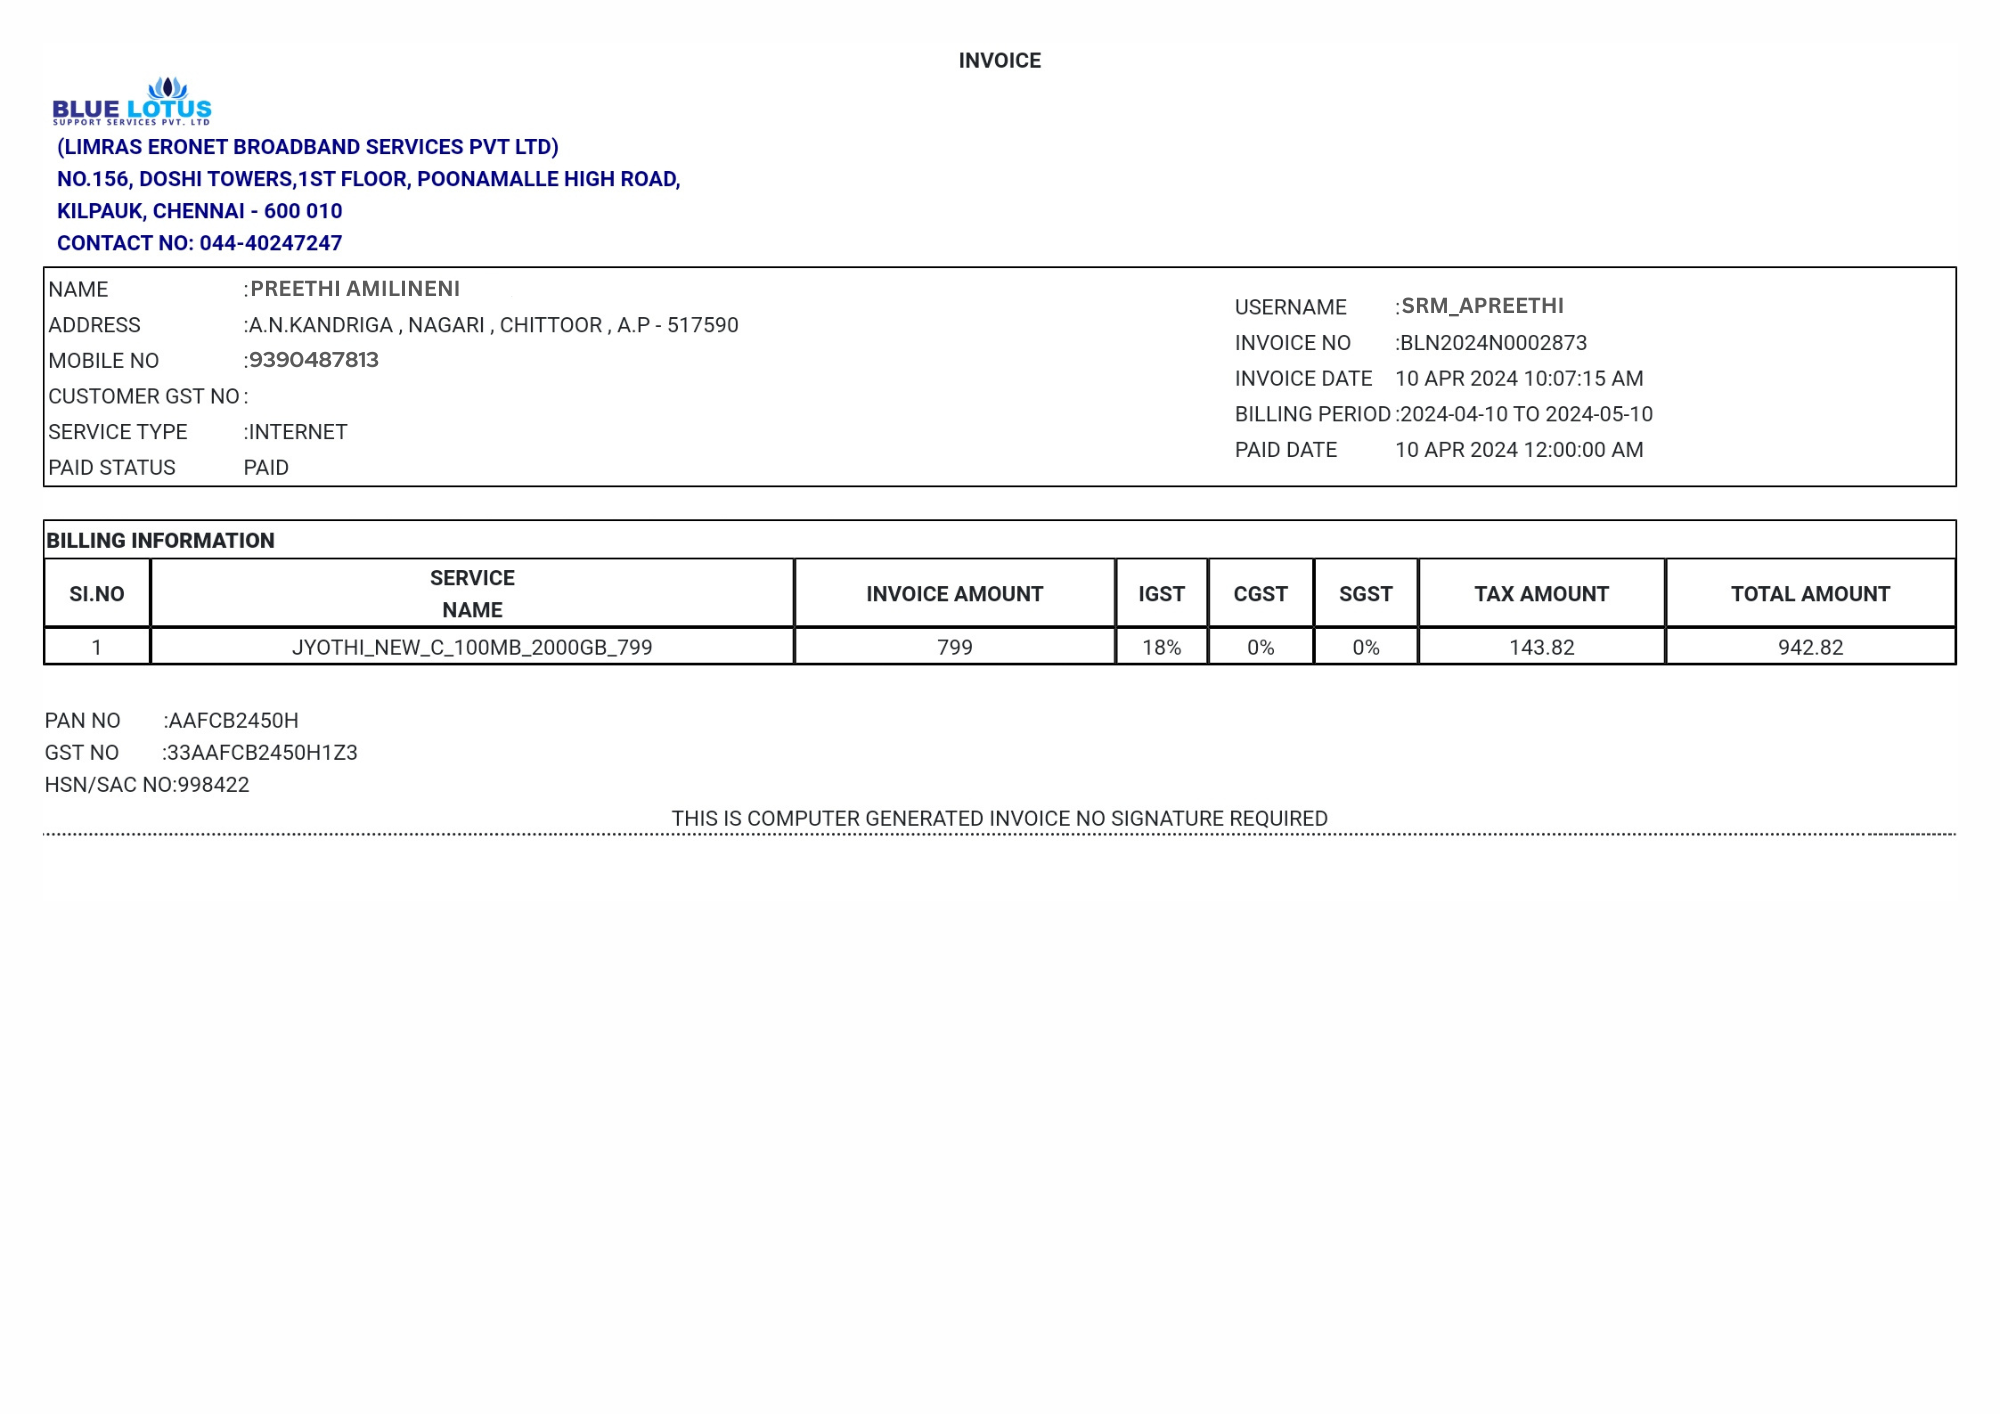 INVOICE
BLUE LOTUS
SUPPORT SERVICES PVT. LTD
(LIMRAS ERONET BROADBAND SERVICES PVT LTD)
NO.156, DOSHI TOWERS,1ST FLOOR, POONAMALLE HIGH ROAD,
KILPAUK, CHENNAI - 600 010
CONTACT NO: 044-40247247
NAME :PREETHI AMILINENI
ADDRESS :A.N.KANDRIGA , NAGARI , CHITTOOR , A.P - 517590
MOBILE NO :9390487813
CUSTOMER GST NO :
SERVICE TYPE :INTERNET
PAID STATUS PAID
USERNAME :SRM_APREETHI
INVOICE NO :BLN2024N0002873
INVOICE DATE 10 APR 2024 10:07:15 AM
BILLING PERIOD :2024-04-10 TO 2024-05-10
PAID DATE 10 APR 2024 12:00:00 AM
BILLING INFORMATION
SI.NO SERVICE NAME INVOICE AMOUNT IGST CGST SGST TAX AMOUNT TOTAL AMOUNT
1 JYOTHI_NEW_C_100MB_2000GB_799 799 18% 0% 0% 143.82 942.82
PAN NO :AAFCB2450H
GST NO :33AAFCB2450H1Z3
HSN/SAC NO:998422
THIS IS COMPUTER GENERATED INVOICE NO SIGNATURE REQUIRED